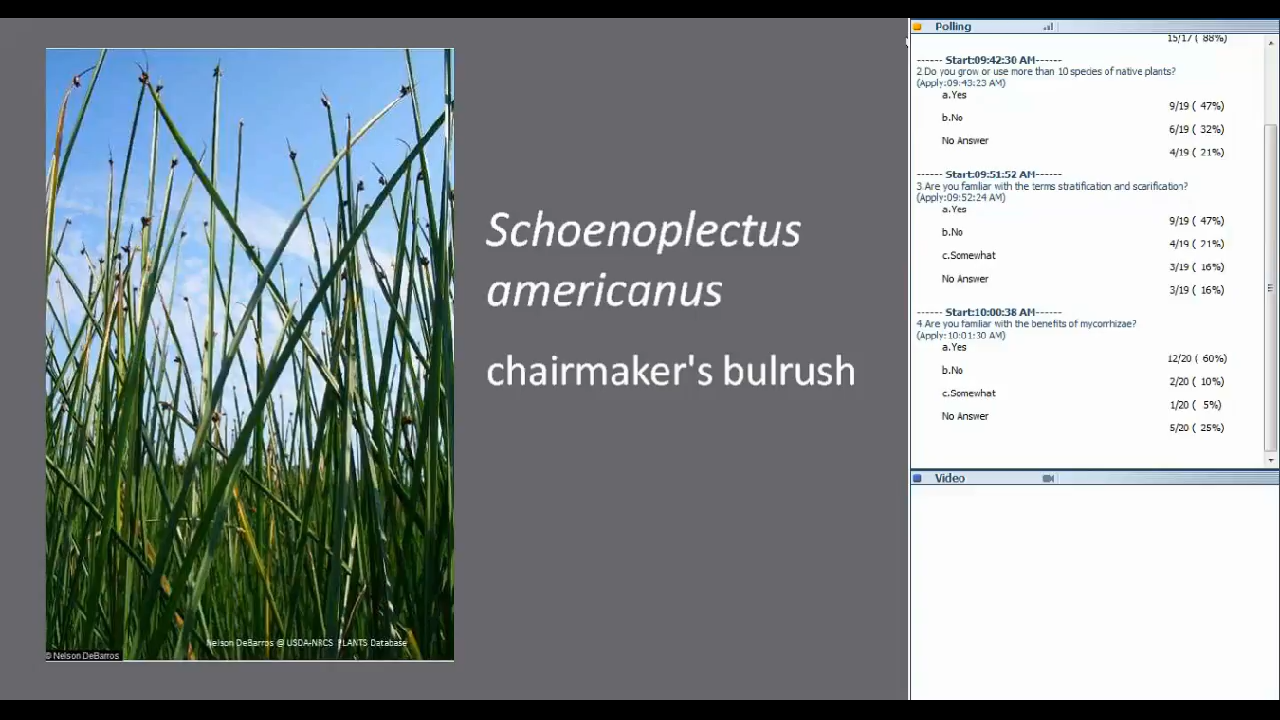 Schoenoplectus
americanus
chairmaker's bulrush
Nelson DeBarros @ USDA-NRCS PLANTS Database
© Nelson DeBarros
Polling
15/17 ( 88%)
------ Start:09:42:30 AM------
2.Do you grow or use more than 10 species of native plants?
(Apply:09:43:23 AM)
a.Yes
9/19 ( 47%)
b.No
6/19 ( 32%)
No Answer
4/19 ( 21%)
------ Start:09:51:52 AM------
3.Are you familiar with the terms stratification and scarification?
(Apply:09:52:24 AM)
a.Yes
9/19 ( 47%)
b.No
4/19 ( 21%)
c.Somewhat
3/19 ( 16%)
No Answer
3/19 ( 16%)
------ Start:10:00:38 AM------
4.Are you familiar with the benefits of mycorrhizae?
(Apply:10:01:30 AM)
a.Yes
12/20 ( 60%)
b.No
2/20 ( 10%)
c.Somewhat
1/20 ( 5%)
No Answer
5/20 ( 25%)
Video